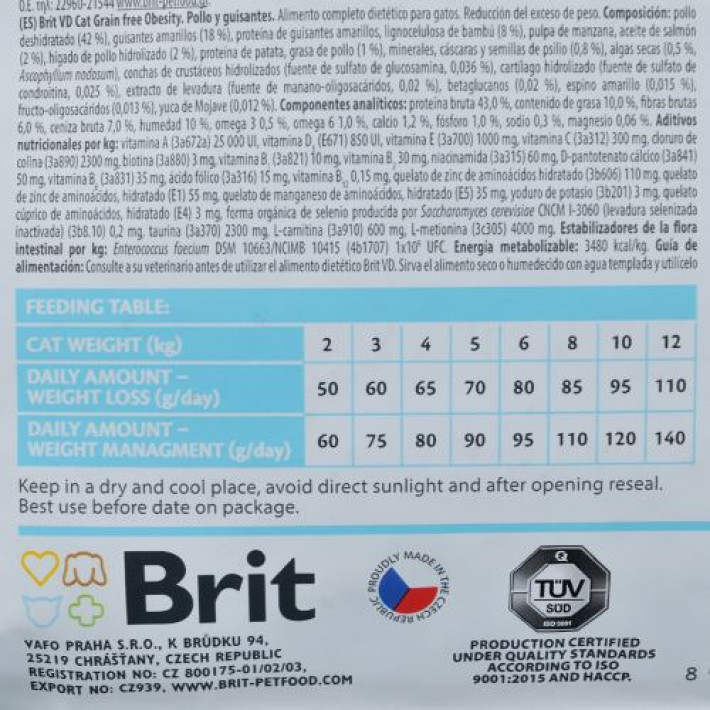 O.E. τηλ: 22960-21544 www.brit-petfood.gr.
(ES) Brit VD Cat Grain free Obesity. Pollo y guisantes. Alimento completo dietético para gatos. Reducción del exceso de peso. Composición: pollo
deshidratado (42 %), guisantes amarillos (18 %), proteína de guisantes amarillos, lignocelulosa de bambú (8 %), pulpa de manzana, aceite de salmón
(2 %), hígado de pollo hidrolizado (2 %), proteína de patata, grasa de pollo (1 %), minerales, cáscaras y semillas de psilio (0,8 %), algas secas (0,5 %,
Ascophyllum nodosum), conchas de crustáceos hidrolizados (fuente de sulfato de glucosamina, 0,036 %), cartílago hidrolizado (fuente de sulfato de
condroitina, 0,025 %), extracto de levadura (fuente de manano-oligosacáridos, 0,02 %), betaglucanos (0,02 %), espino amarillo (0,015 %),
fructo-oligosacáridos (0,013 %), yuca de Mojave (0,012 %). Componentes analíticos: proteína bruta 43,0 %, contenido de grasa 10,0 %, fibras brutas
6,0 %, ceniza bruta 7,0 %, humedad 10 %, omega 3 0,5 %, omega 6 1,0 %, calcio 1,2 %, fósforo 1,0 %, sodio 0,3 %, magnesio 0,06 %. Aditivos
nutricionales por kg: vitamina A (3a672a) 25 000 UI, vitamina D, (E671) 850 UI, vitamina E (3a700) 1000 mg, vitamina C (3a312) 300 mg, cloruro de
colina (3a890) 2300 mg, biotina (3a880) 3 mg, vitamina B, (3a821) 10 mg, vitamina B, 30 mg, niacinamida (3a315) 60 mg, D-pantotenato cálcico (3a841)
50 mg, vitamina B, (3a831) 35 mg, ácido fólico (3a316) 15 mg, vitamina B, 0,15 mg, quelato de zinc de aminoácidos hidratado (3b606) 110 mg, quelato
de zinc de aminoácidos, hidratado (E1) 55 mg, quelato de manganeso de aminoácidos, hidratado (E5) 35 mg, yoduro de potasio (3b201) 3 mg, quelato
cúprico de aminoácidos, hidratado (E4) 3 mg, forma orgánica de selenio producida por Saccharomyces cerevisiae CNCM I-3060 (levadura selenizada
inactivada) (3b8.10) 0,2 mg, taurina (3a370) 2300 mg, L-carnitina (3a910) 600 mg, L-metionina (3c305) 4000 mg. Estabilizadores de la flora
intestinal por kg: Enterococcus faecium DSM 10663/NCIMB 10415 (4b1707) 1x10⁹ UFC. Energía metabolizable: 3480 kcal/kg. Guía de
alimentación: Consulte a su veterinario antes de utilizar el alimento dietético Brit VD. Sirva el alimento seco o humedecido con agua templada y utilícelo
FEEDING TABLE:
CAT WEIGHT (kg) 2 3 4 5 6 8 10 12
DAILY AMOUNT –
WEIGHT LOSS (g/day) 50 60 65 70 80 85 95 110
DAILY AMOUNT –
WEIGHT MANAGMENT (g/day) 60 75 80 90 95 110 120 140
Keep in a dry and cool place, avoid direct sunlight and after opening reseal.
Best use before date on package.
Brit
PROUDLY MADE IN THE CZECH REPUBLIC
TÜV
SÜD
ISO 9001
VAFO PRAHA S.R.O., K BRŮDKU 94,
25219 CHRÁŠŤANY, CZECH REPUBLIC
REGISTRATION NO: CZ 800175-01/02/03,
EXPORT NO: CZ939, WWW.BRIT-PETFOOD.COM
PRODUCTION CERTIFIED
UNDER QUALITY STANDARDS
ACCORDING TO ISO
9001:2015 AND HACCP.
8